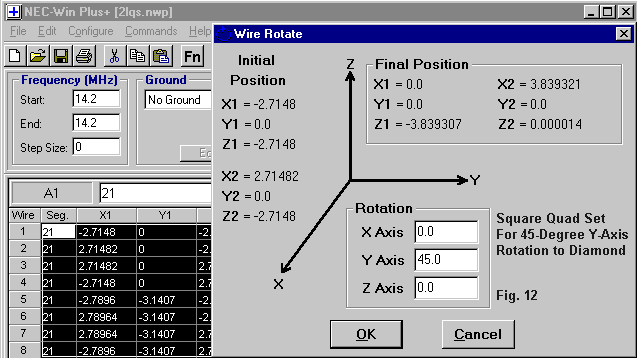 NEC-Win Plus+ [2lqs.nwp]
File Edit Configure Commands Help
Fn
Frequency (MHz)
Start: 14.2
End: 14.2
Step Size: 0
Ground
No Ground
A1 21
Wire Seg. X1 Y1
1 21 -2.7148 0 -2.
2 21 2.71482 0
3 21 2.71482 0 2.7
4 21 -2.7148 0
5 21 -2.7896 -3.1407
6 21 2.78964 -3.1407
7 21 2.78964 -3.1407 2.7
8 21 -2.7896 -3.1407
Wire Rotate
Initial
Position
X1 = -2.7148
Y1 = 0.0
Z1 = -2.7148
X2 = 2.71482
Y2 = 0.0
Z2 = -2.7148
Z
Y
X
Final Position
X1 = 0.0 X2 = 3.839321
Y1 = 0.0 Y2 = 0.0
Z1 = -3.839307 Z2 = 0.000014
Rotation
X Axis 0.0
Y Axis 45.0
Z Axis 0.0
Square Quad Set
For 45-Degree Y-Axis
Rotation to Diamond
Fig. 12
OK
Cancel